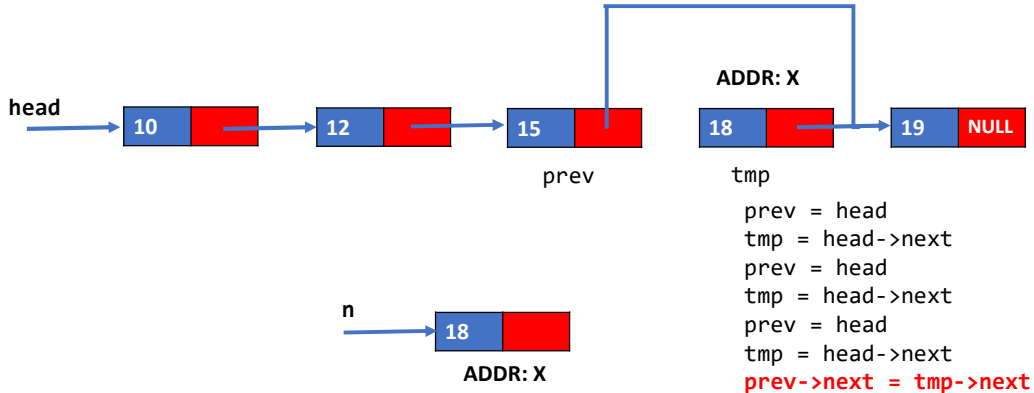 ADDR: X
head
10
12
15
18
19
NULL
prev
tmp
prev = head
tmp = head->next
prev = head
tmp = head->next
prev = head
tmp = head->next
prev->next = tmp->next
n
18
ADDR: X